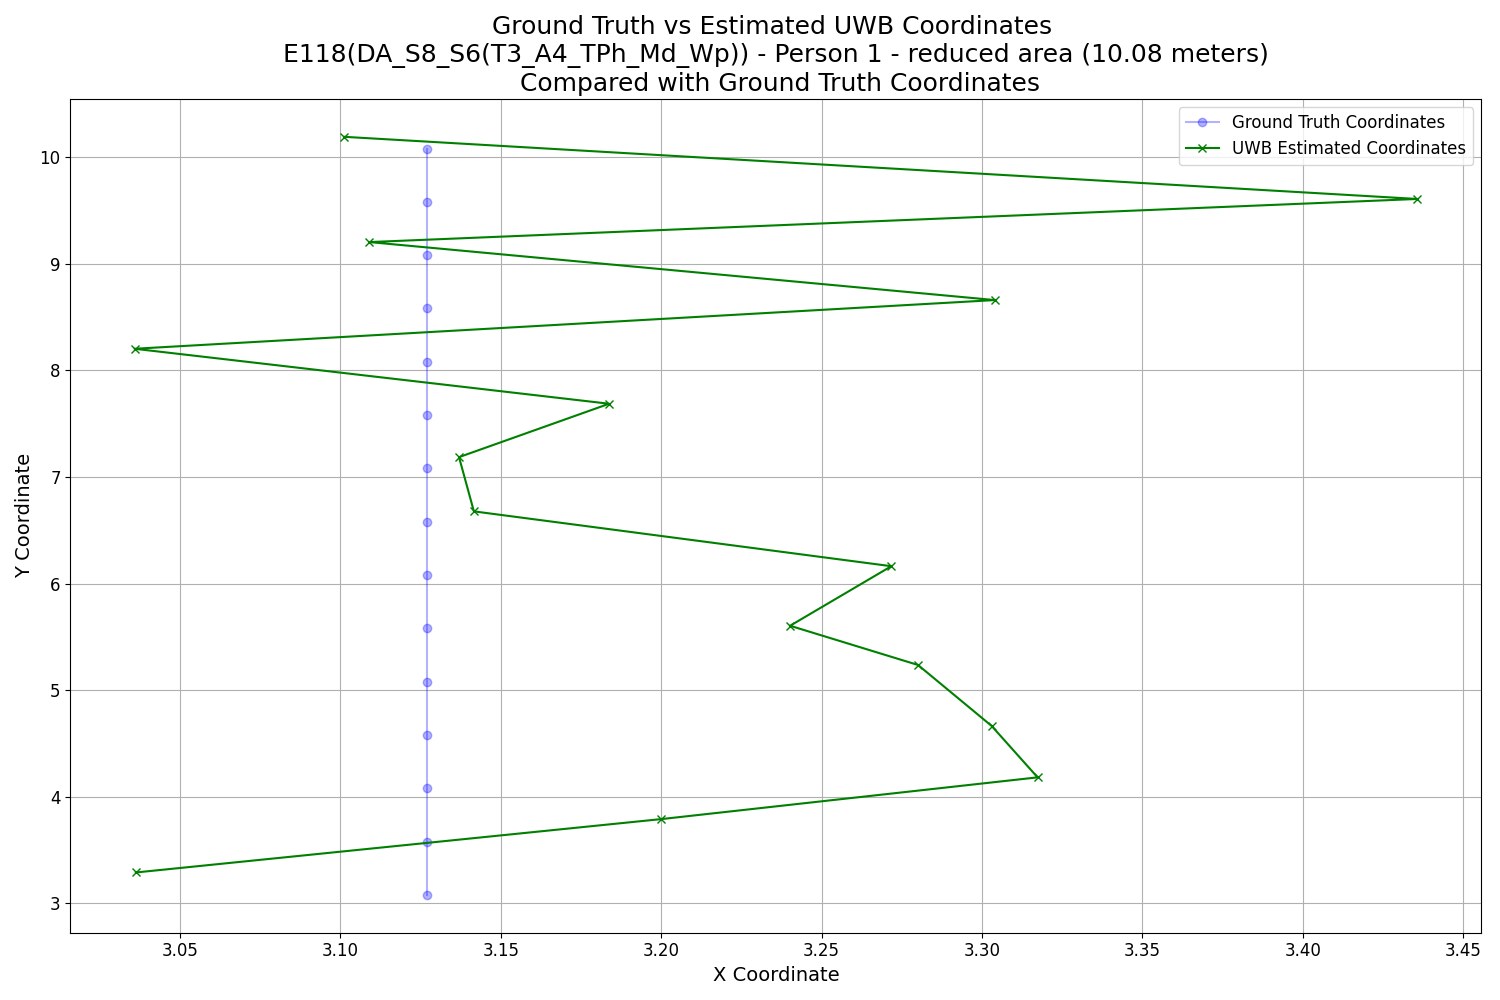 Ground Truth vs Estimated UWB Coordinates
E118(DA_S8_S6(T3_A4_TPh_Md_Wp)) - Person 1 - reduced area (10.08 meters)
Compared with Ground Truth Coordinates
Ground Truth Coordinates
UWB Estimated Coordinates
Y Coordinate
10
9
8
7
6
5
4
3
3.05 3.10 3.15 3.20 3.25 3.30 3.35 3.40 3.45
X Coordinate